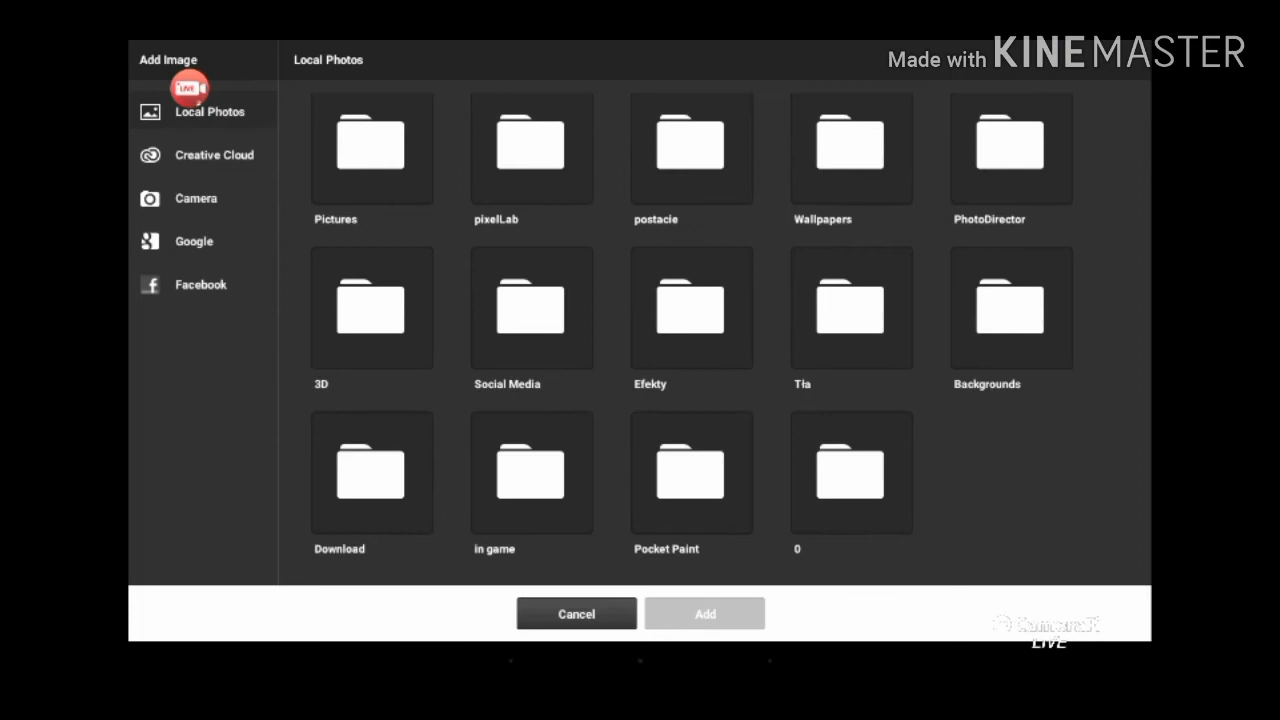 Made with KINEMASTER
Add Image
Local Photos
LIVE
Local Photos
Creative Cloud
Camera
Google
Facebook
Pictures
pixelLab
postacie
Wallpapers
PhotoDirector
3D
Social Media
Efekty
Tła
Backgrounds
Download
in game
Pocket Paint
0
Cancel
Add
LIVE